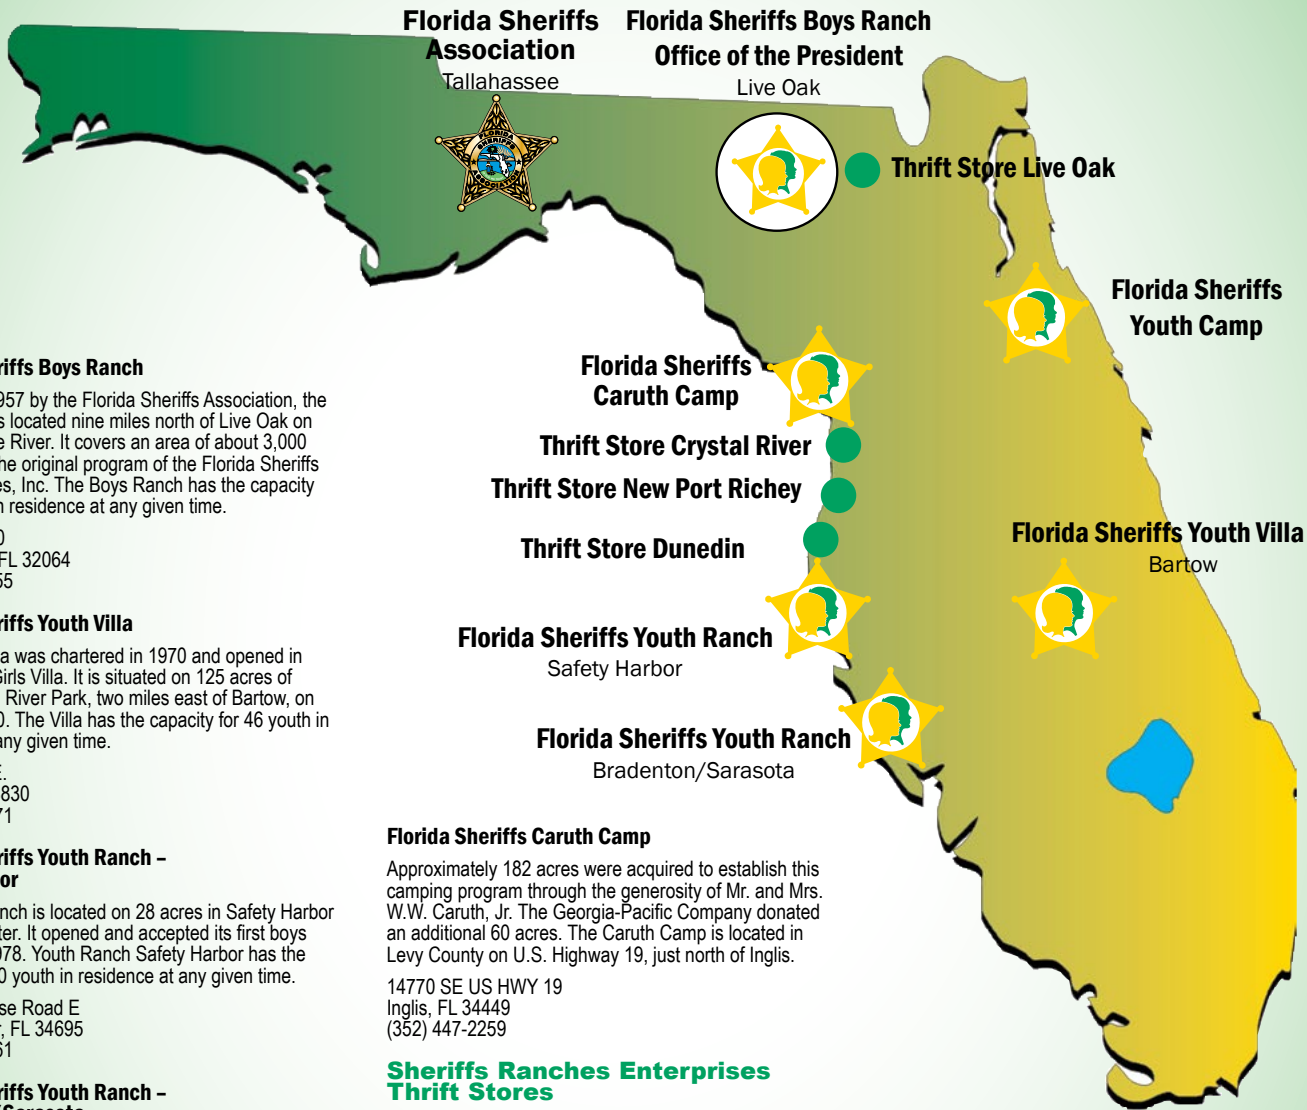 Florida Sheriffs
Association
Tallahassee
Florida Sheriffs Boys Ranch
Office of the President
Live Oak
FLORIDA
SHERIFFS
ASSOCIATION
Thrift Store Live Oak
Florida Sheriffs
Youth Camp
Florida Sheriffs
Caruth Camp
Thrift Store Crystal River
Thrift Store New Port Richey
Thrift Store Dunedin
Florida Sheriffs Youth Villa
Bartow
Florida Sheriffs Youth Ranch
Safety Harbor
Florida Sheriffs Youth Ranch
Bradenton/Sarasota
riffs Boys Ranch
957 by the Florida Sheriffs Association, the
s located nine miles north of Live Oak on
e River. It covers an area of about 3,000
he original program of the Florida Sheriffs
es, Inc. The Boys Ranch has the capacity
n residence at any given time.
0
FL 32064
55
riffs Youth Villa
a was chartered in 1970 and opened in
Girls Villa. It is situated on 125 acres of
River Park, two miles east of Bartow, on
0. The Villa has the capacity for 46 youth in
any given time.
E.
830
71
riffs Youth Ranch –
or
nch is located on 28 acres in Safety Harbor
ter. It opened and accepted its first boys
978. Youth Ranch Safety Harbor has the
0 youth in residence at any given time.
se Road E
, FL 34695
61
riffs Youth Ranch –
/Sarasota
Florida Sheriffs Caruth Camp
Approximately 182 acres were acquired to establish this
camping program through the generosity of Mr. and Mrs.
W.W. Caruth, Jr. The Georgia-Pacific Company donated
an additional 60 acres. The Caruth Camp is located in
Levy County on U.S. Highway 19, just north of Inglis.
14770 SE US HWY 19
Inglis, FL 34449
(352) 447-2259
Sheriffs Ranches Enterprises
Thrift Stores